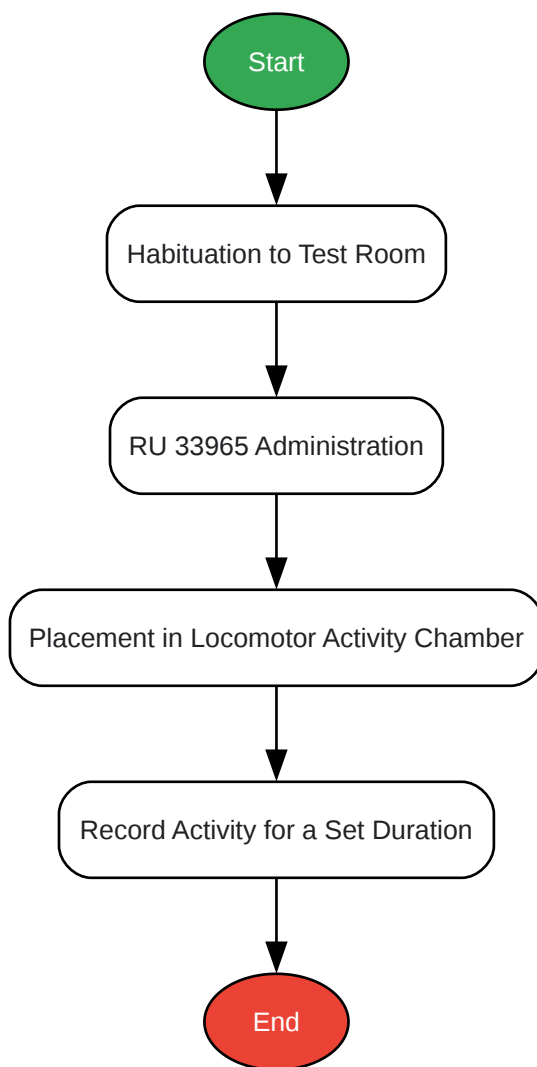 Start
Habituation to Test Room
RU 33965 Administration
Placement in Locomotor Activity Chamber
Record Activity for a Set Duration
End